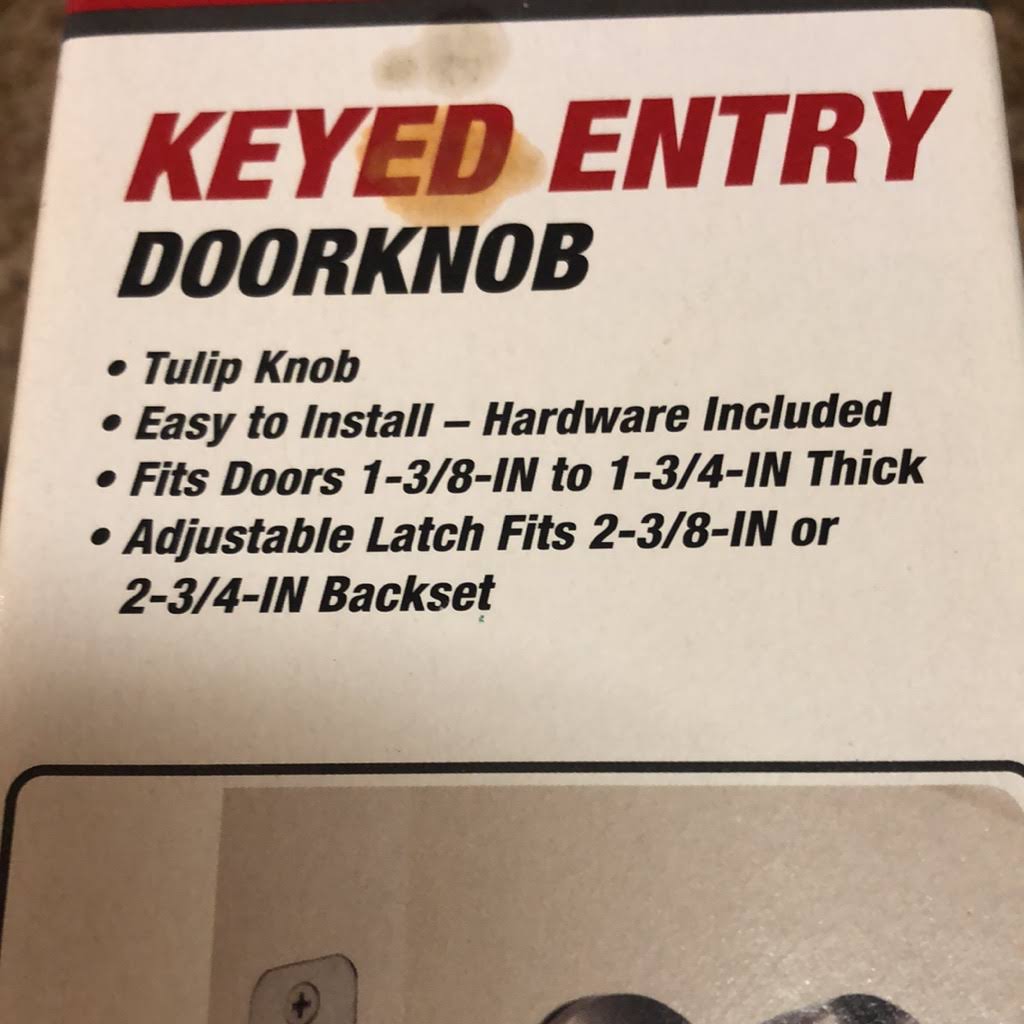 KEYED ENTRY
DOORKNOB
• Tulip Knob
• Easy to Install – Hardware Included
• Fits Doors 1-3/8-IN to 1-3/4-IN Thick
• Adjustable Latch Fits 2-3/8-IN or
2-3/4-IN Backset